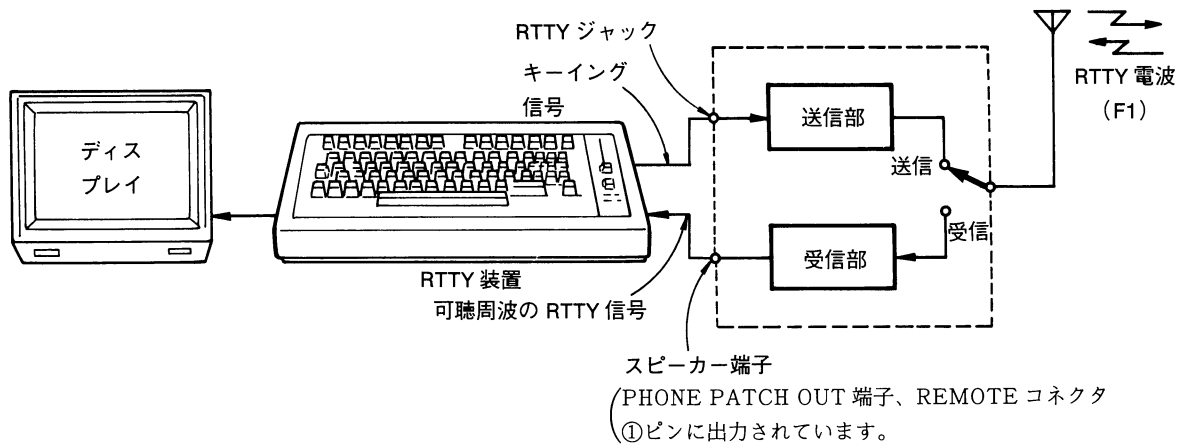 RTTY ジャック
キーイング
信号
ディス
プレイ
送信部
送信
受信
受信部
RTTY 電波
（F1）
RTTY 装置
可聴周波の RTTY 信号
スピーカー端子
(PHONE PATCH OUT 端子、REMOTE コネクタ
①ピンに出力されています。